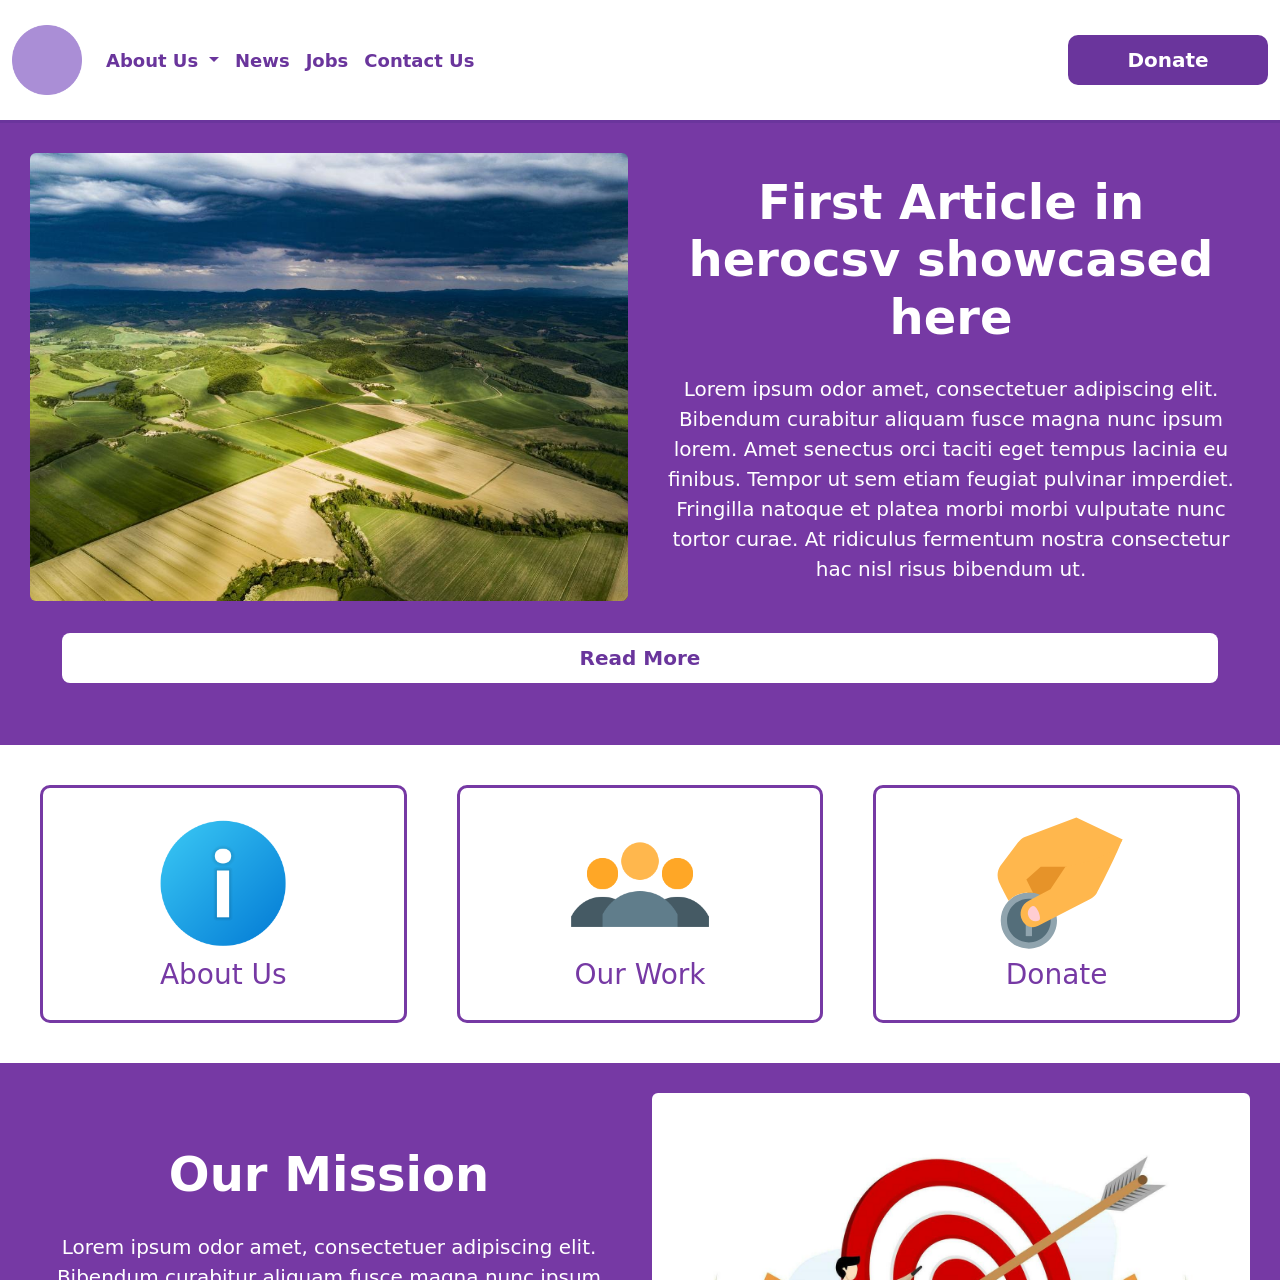 About Us
News
Jobs
Contact Us
Donate
First Article in
herocsv showcased
here
Lorem ipsum odor amet, consectetuer adipiscing elit.
Bibendum curabitur aliquam fusce magna nunc ipsum
lorem. Amet senectus orci taciti eget tempus lacinia eu
finibus. Tempor ut sem etiam feugiat pulvinar imperdiet.
Fringilla natoque et platea morbi morbi vulputate nunc
tortor curae. At ridiculus fermentum nostra consectetur
hac nisl risus bibendum ut.
Read More
About Us
Our Work
Donate
Our Mission
Lorem ipsum odor amet, consectetuer adipiscing elit.
Bibendum curabitur aliquam fusce magna nunc ipsum